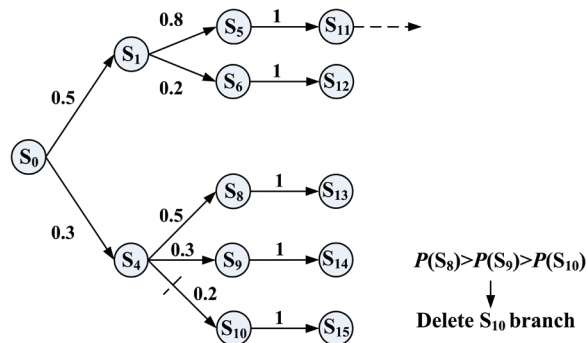 0.8
S5
1
S11
S1
0.2
S6
1
S12
0.5
S0
0.3
S8
1
S13
0.5
S4
0.3
S9
1
S14
0.2
S10
1
S15
P(S8)>P(S9)>P(S10)
Delete S10 branch